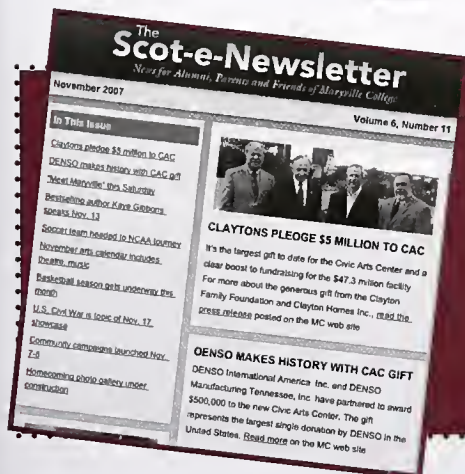 The
Scot-e-Newsletter
News for Alumni, Parents and Friends of Maryville College
November 2007
Volume 6, Number 11
In This Issue
Claytons pledge $5 million to CAC
DENSO makes history with CAC gift
"Meet Maryville" this Saturday
Bestselling author Kaye Gibbons
speaks Nov. 13
Soccer team headed to NCAA tourney
November arts calendar includes
theatre, music
Basketball season gets underway this
month
U.S. Civil War is topic of Nov. 17
showcase
Community campaigns launched Nov.
7-8
Homecoming photo gallery under
construction
CLAYTONS PLEDGE $5 MILLION TO CAC
It's the largest gift to date for the Civic Arts Center and a
clear boost to fundraising for the $47.3 million facility
For more about the generous gift from the Clayton
Family Foundation and Clayton Homes Inc., read the
press release posted on the MC web site
DENSO MAKES HISTORY WITH CAC GIFT
DENSO International America Inc. and DENSO
Manufacturing Tennessee, Inc. have partnered to award
$500,000 to the new Civic Arts Center. The gift
represents the largest single donation by DENSO in the
United States. Read more on the MC web site